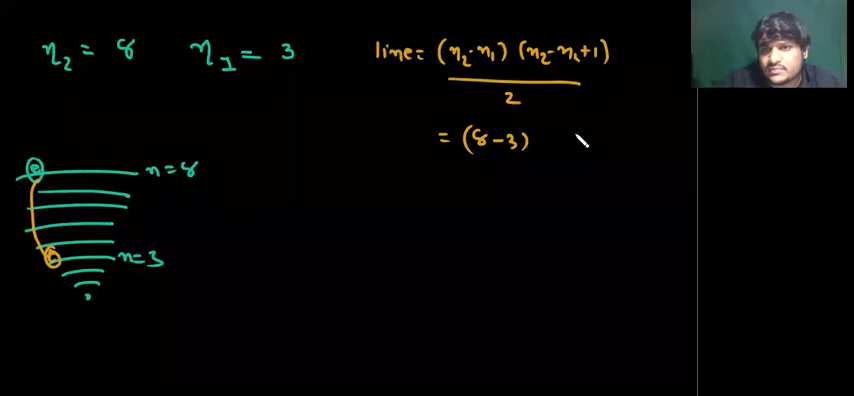 n₂ = 8 n₁ = 3
line = (n₂-n₁) (n₂-n₁+1)
2
= (8-3)
e n=8
e n=3